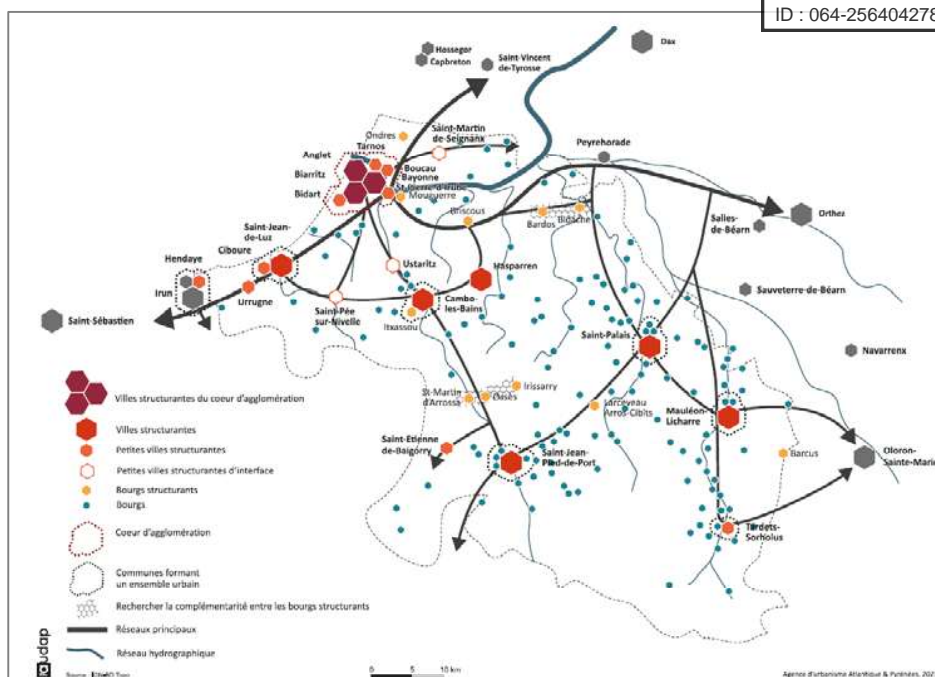 ID : 064-256404278
Dax
Hossegor
Capbreton
Saint-Vincent
de-Tyrosse
Ondres
Tarnos
Saint-Martin
de-Seignanx
Peyrehorade
Anglet
Boucau
Biarritz
Bayonne
St-Pierre-d'Irube
Bidart
Mouguerre
Briscous
Bardos
Bidache
Orthez
Salles-
de-Béarn
Saint-Jean-
de-Luz
Ciboure
Hendaye
Ustaritz
Hasparren
Irun
Urrugne
Cambo
-les-Bains
Sauveterre-de-Béarn
Saint-Sébastien
Saint-Pée
sur-Nivelle
Itxassou
Saint-Palais
Navarrenx
Irissarry
St-Martin
d'Arrossa
Ossès
Larceveau
Arros-Cibits
Mauléon-
Licharre
Saint-Etienne
de-Baigorry
Saint-Jean
Pied-de-Port
Barcus
Oloron-
Sainte-Marie
Tardets-
Sorholus
Villes structurantes du coeur d'agglomération
Villes structurantes
Petites villes structurantes
Petites villes structurantes d'interface
Bourgs structurants
Bourgs
Coeur d'agglomération
Communes formant
un ensemble urbain
Rechercher la complémentarité entre les bourgs structurants
Réseaux principaux
Réseau hydrographique
audap
0 5 10 km
Agence d'urbanisme Atlantique & Pyrénées, 202